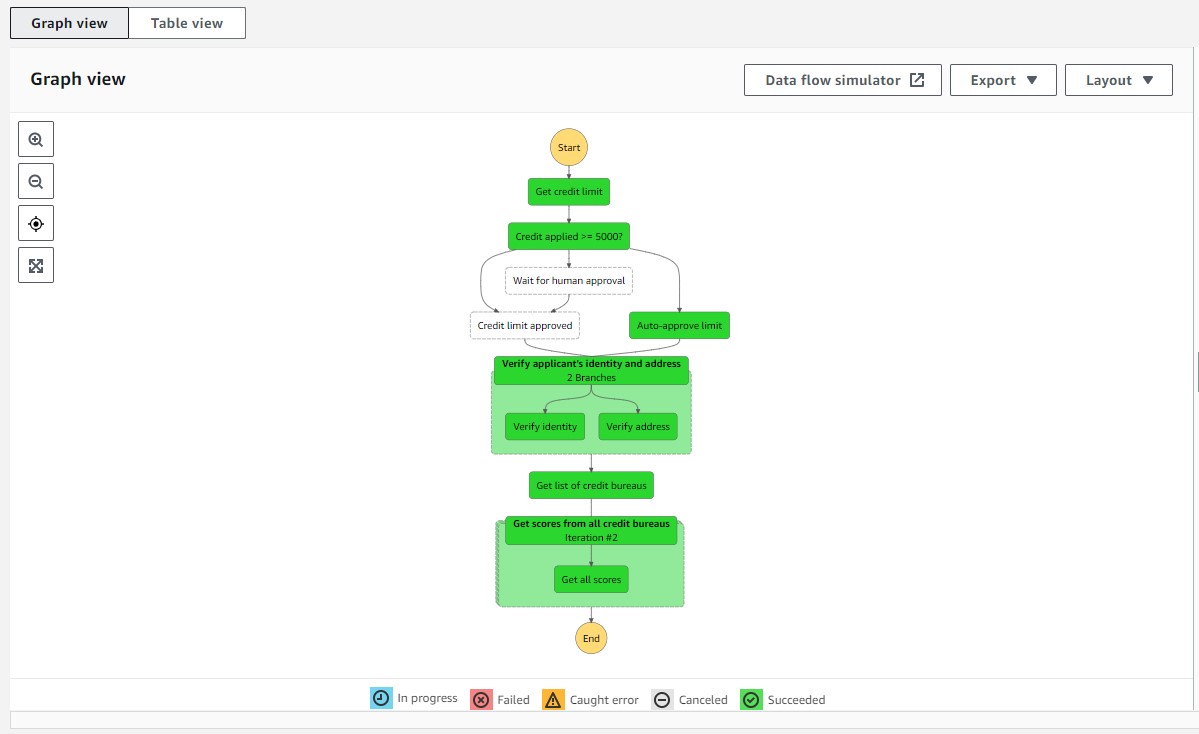 Graph view
Table view
Graph view
Data flow simulator
Export
Layout
Start
Get credit limit
Credit applied >= 5000?
Wait for human approval
Credit limit approved
Auto-approve limit
Verify applicant's identity and address
2 Branches
Verify identity
Verify address
Get list of credit bureaus
Get scores from all credit bureaus
Iteration #2
Get all scores
End
In progress
Failed
Caught error
Canceled
Succeeded